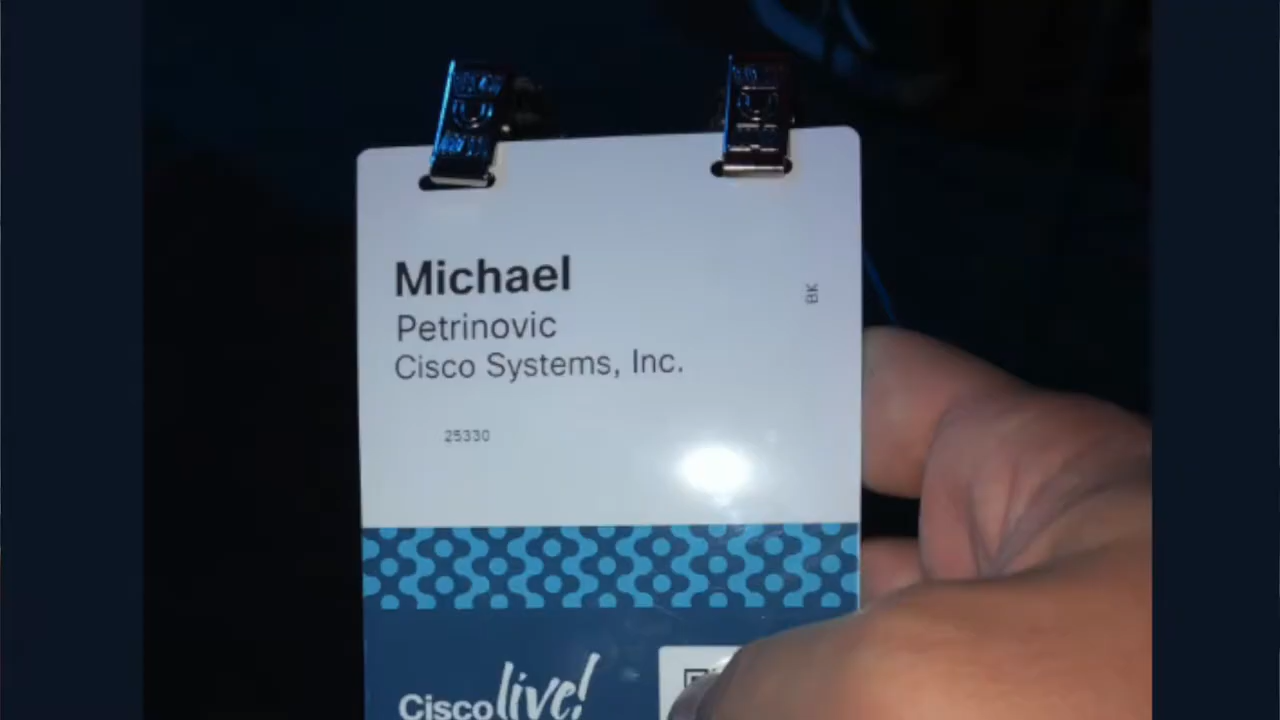 Michael
Petrinovic
Cisco Systems, Inc.
BK
25330
Cisco live!